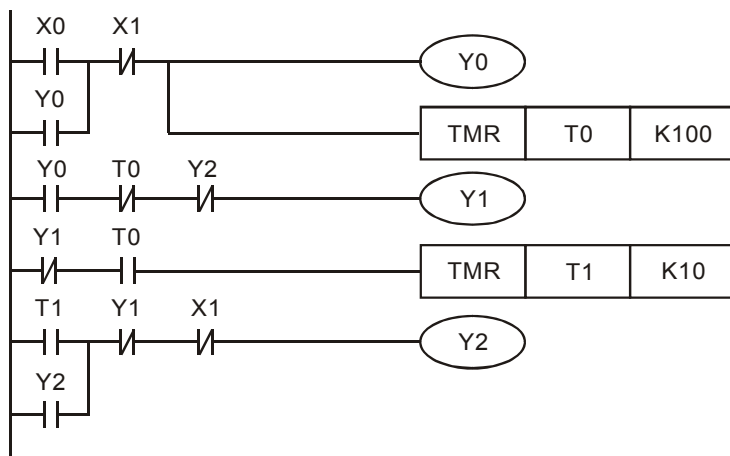 X0 X1
Y0
Y0
TMR T0 K100
Y0 T0 Y2
Y1
Y1 T0
TMR T1 K10
T1 Y1 X1
Y2
Y2